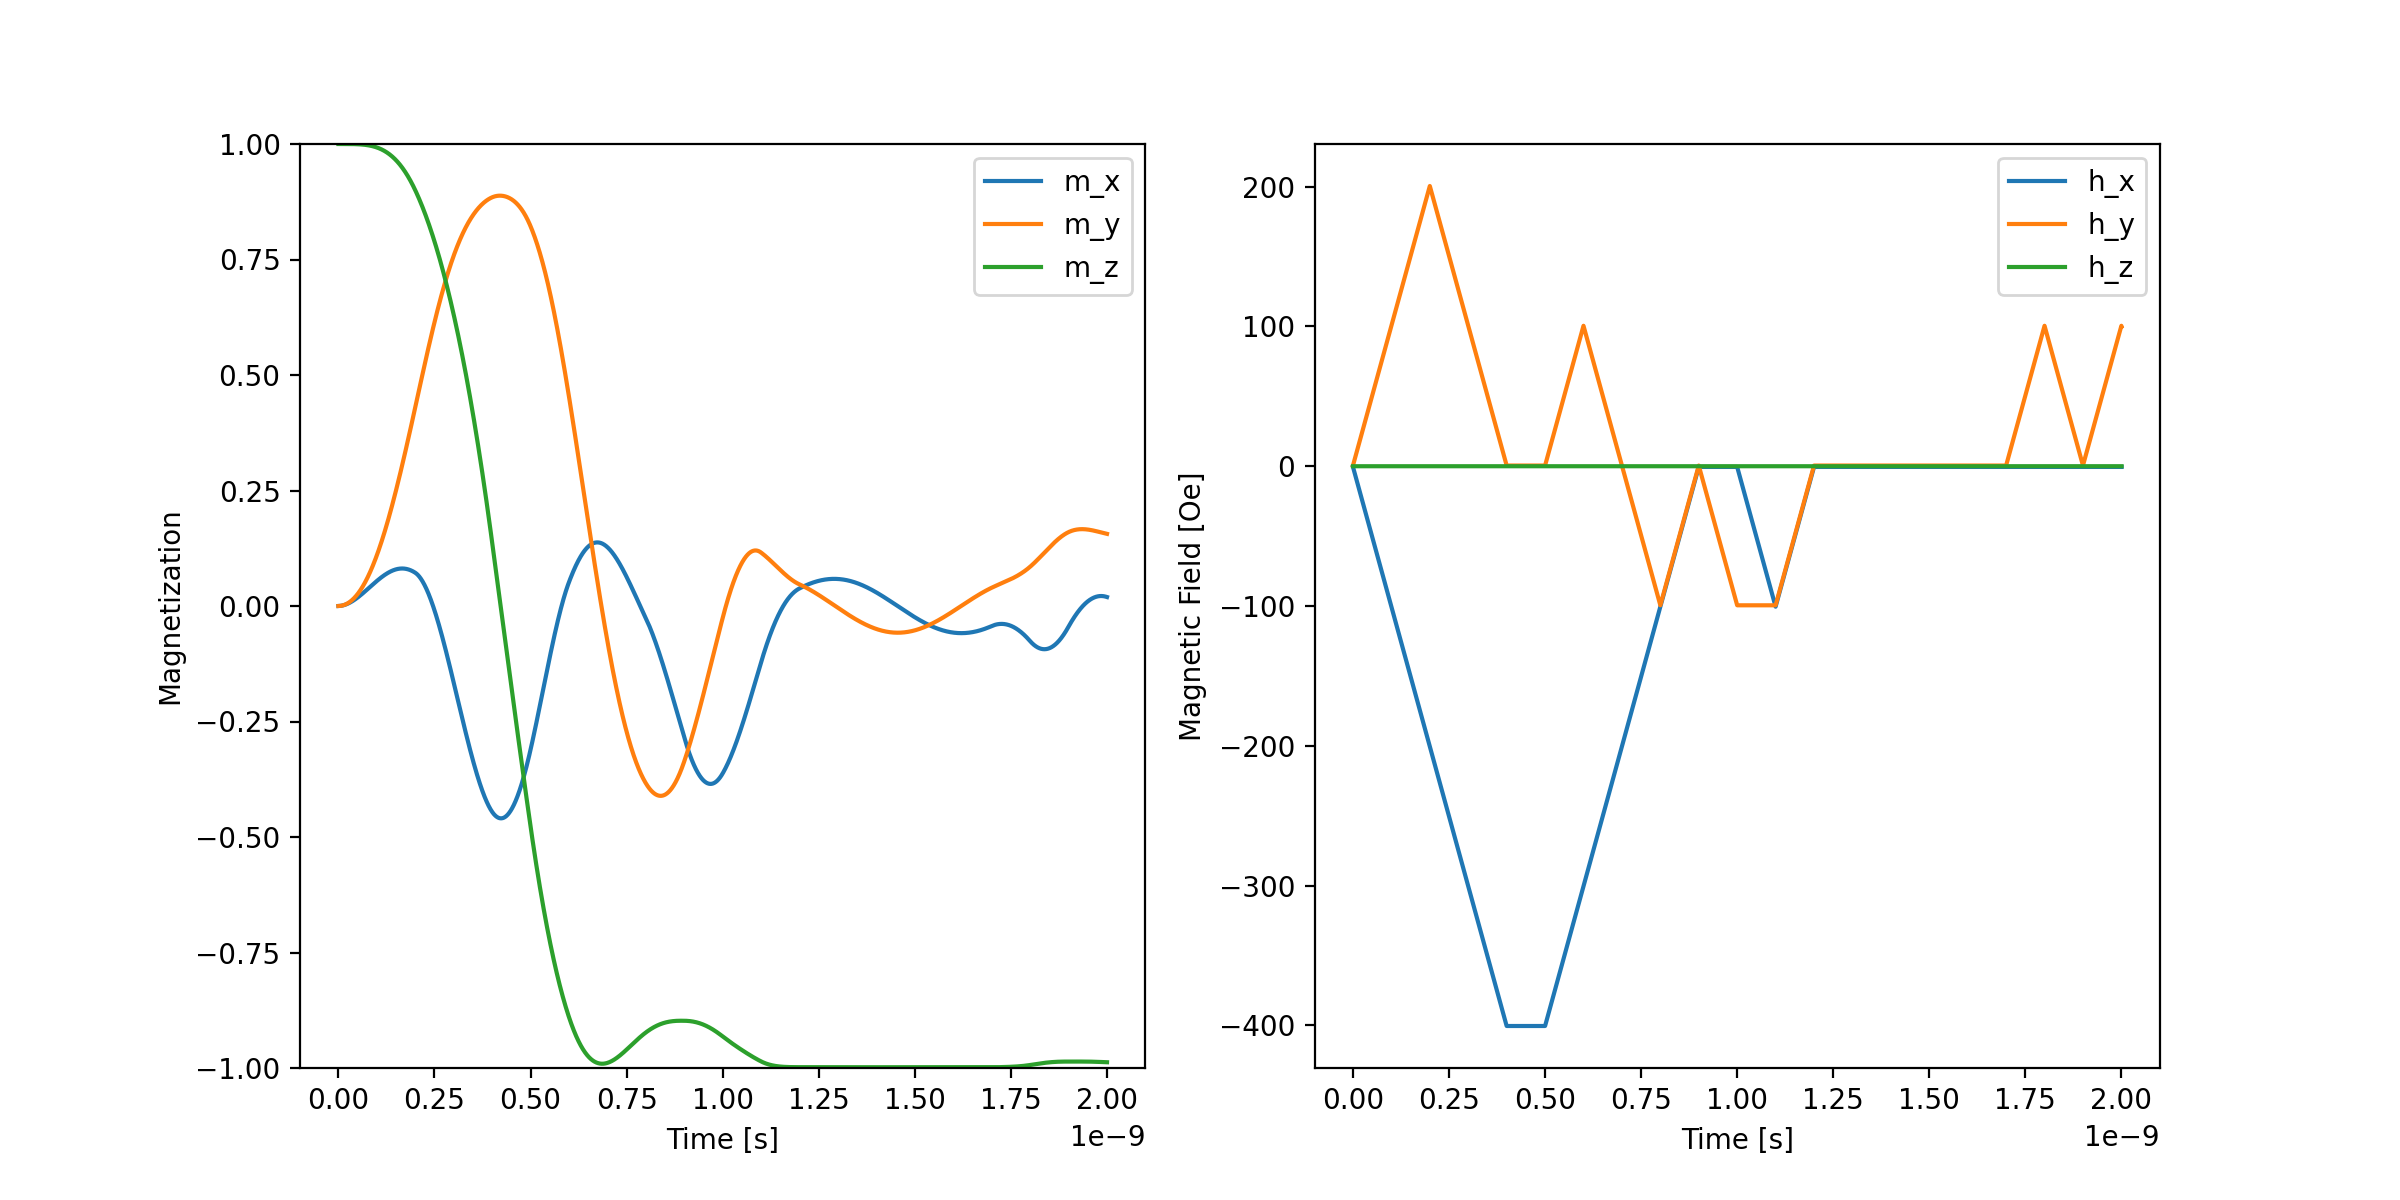 1.00
0.75
0.50
0.25
0.00
−0.25
−0.50
−0.75
−1.00
Magnetization
m_x
m_y
m_z
0.00 0.25 0.50 0.75 1.00 1.25 1.50 1.75 2.00
1e−9
Time [s]
200
100
0
−100
−200
−300
−400
Magnetic Field [Oe]
h_x
h_y
h_z
0.00 0.25 0.50 0.75 1.00 1.25 1.50 1.75 2.00
1e−9
Time [s]